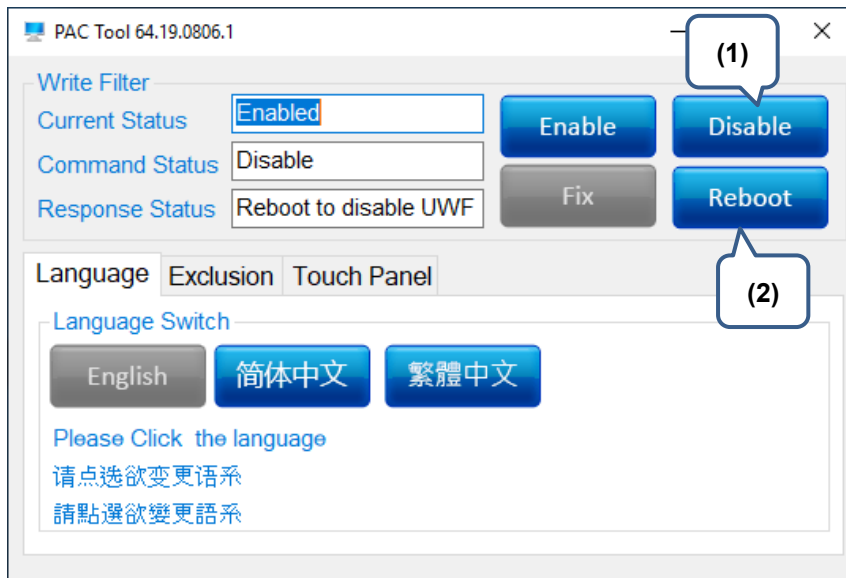 PAC Tool 64.19.0806.1
(1)
Write Filter
Current Status Enabled Enable Disable
Command Status Disable
Response Status Reboot to disable UWF Fix Reboot
(2)
Language Exclusion Touch Panel
Language Switch
English 简体中文 繁體中文
Please Click the language
请点选欲变更语系
請點選欲變更語系